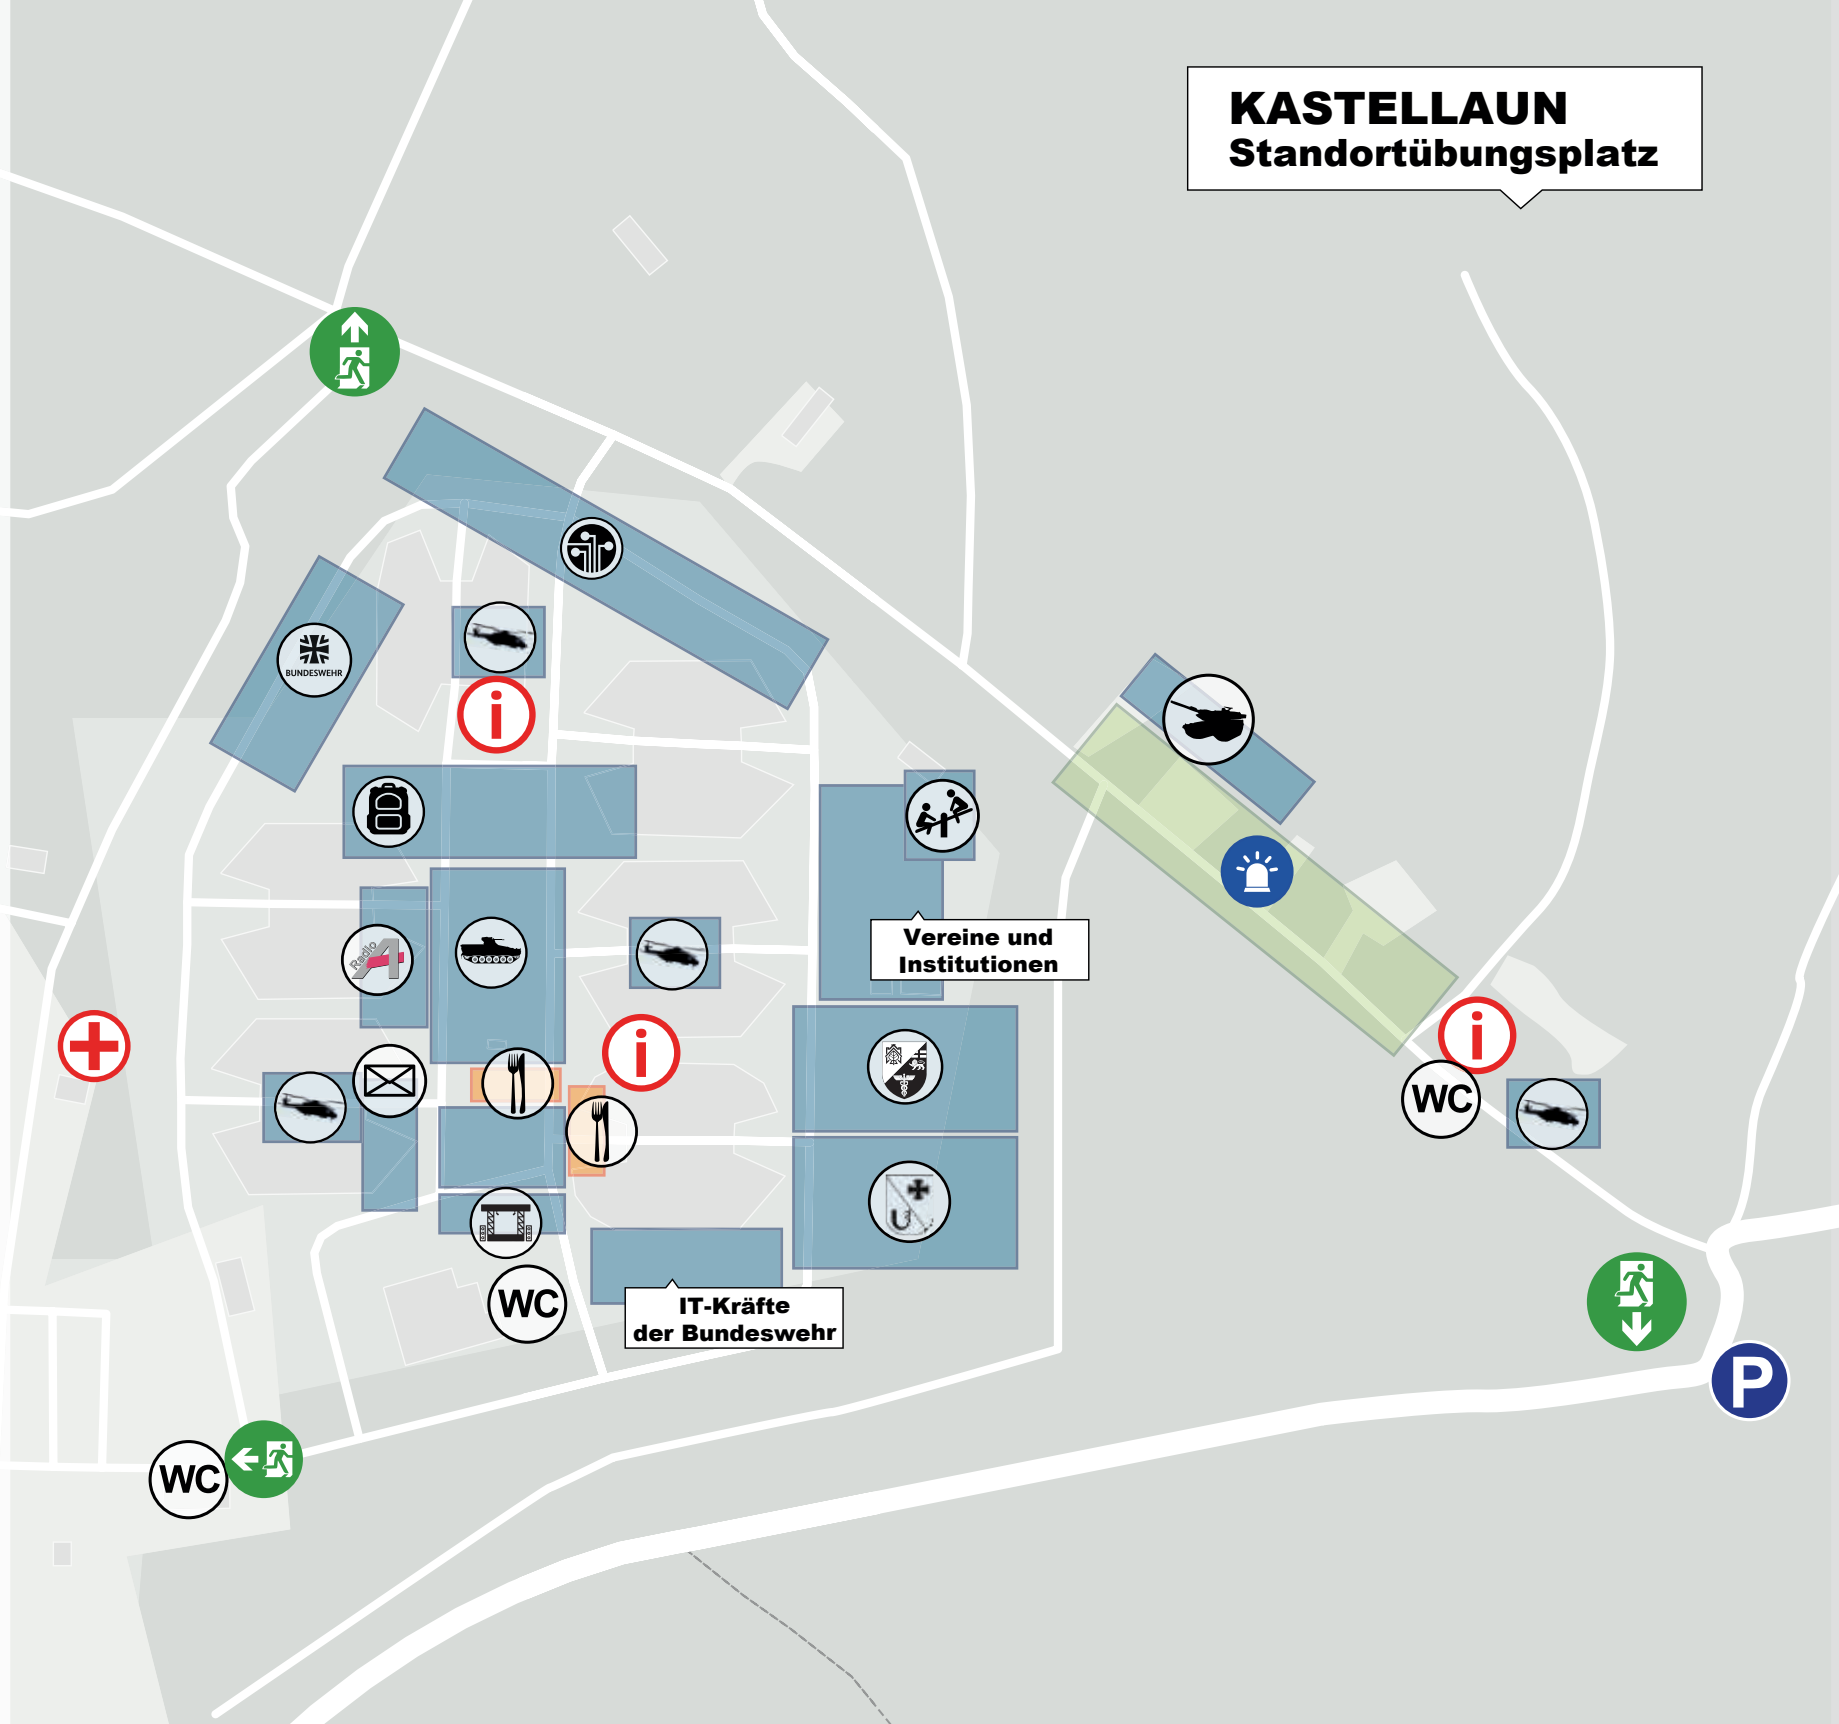 KASTELLAUN
Standortübungsplatz
BUNDESWEHR
i
Vereine und
Institutionen
Radio
A
i
i
WC
U
WC
IT-Kräfte
der Bundeswehr
P
WC